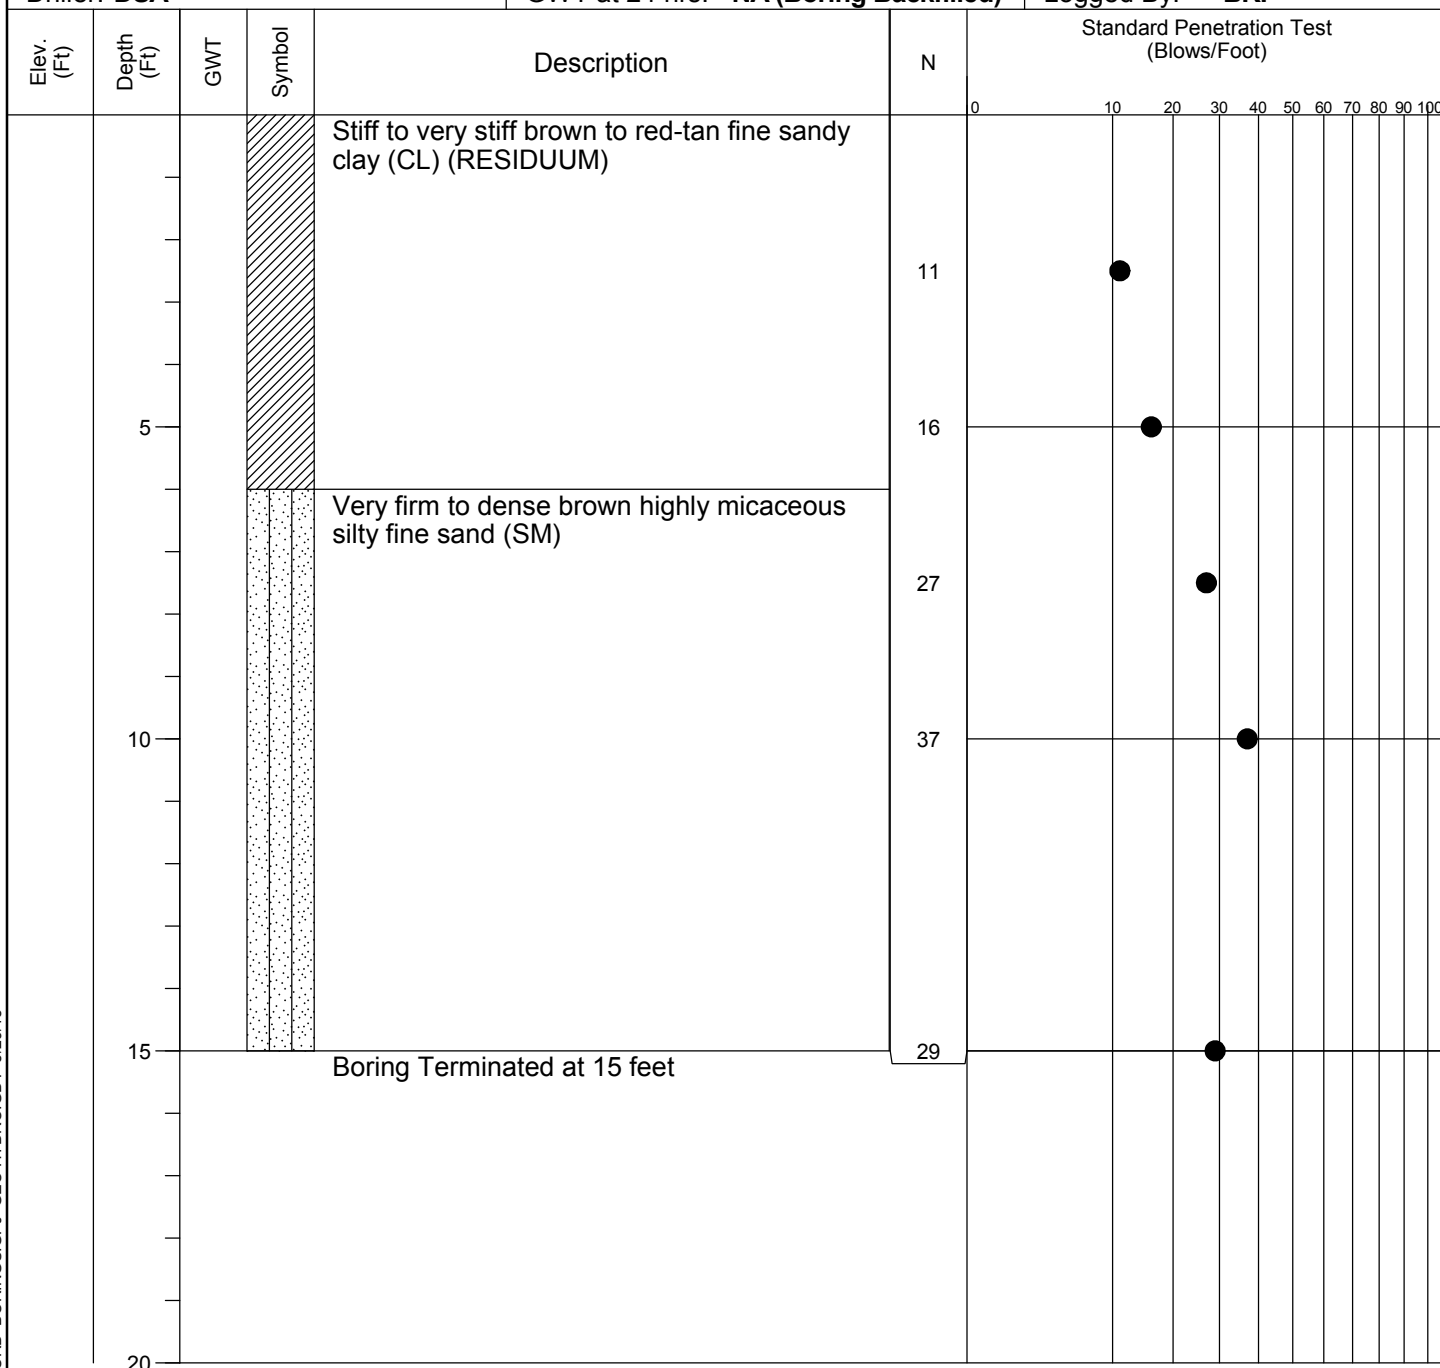 NA (Boring Backfilled)
Elev. (Ft)
Depth (Ft)
GWT
Symbol
Description
N
Standard Penetration Test
(Blows/Foot)
0 10 20 30 40 50 60 70 80 90 100
Stiff to very stiff brown to red-tan fine sandy
clay (CL) (RESIDUUM)
11
5 16
Very firm to dense brown highly micaceous
silty fine sand (SM)
27
10 37
15 29
Boring Terminated at 15 feet
20